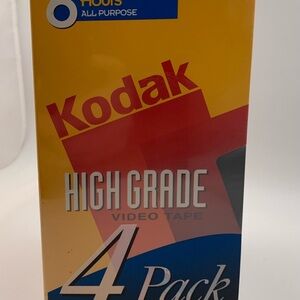 6 Hours
ALL PURPOSE
Kodak
HIGH GRADE
VIDEO TAPE
4 Pack